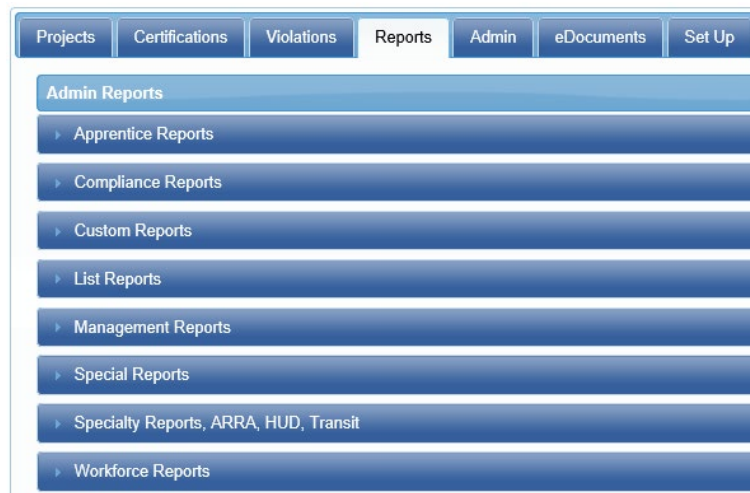 Projects Certifications Violations Reports Admin eDocuments Set Up
Admin Reports
Apprentice Reports
Compliance Reports
Custom Reports
List Reports
Management Reports
Special Reports
Specialty Reports, ARRA, HUD, Transit
Workforce Reports